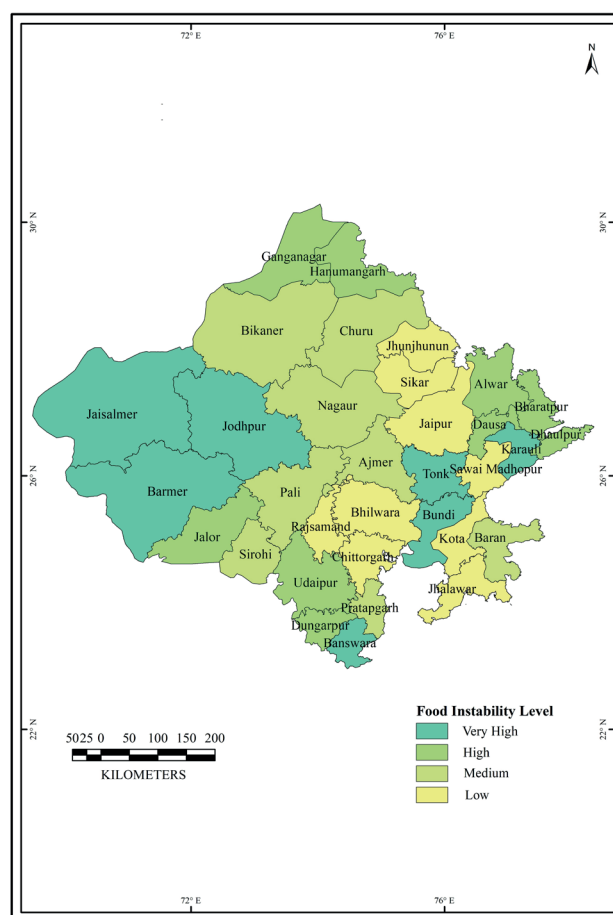 72° E
76° E
N
30° N
30° N
Ganganagar
Hanumangarh
Bikaner
Churu
Jhunjhunun
Sikar
Alwar
Jaisalmer
Jodhpur
Nagaur
Jaipur
Bharatpur
Dausa
Dhaulpur
Karauli
26° N
26° N
Ajmer
Tonk
Sawai Madhopur
Barmer
Pali
Bhilwara
Bundi
Rajsamand
Jalor
Kota
Baran
Sirohi
Chittorgath
Udaipur
Jhalawar
Pratapgarh
Dungarpur
Banswara
Food Instability Level
Very High
High
Medium
Low
22° N
22° N
5025 0 50 100 150 200
KILOMETERS
72° E
76° E